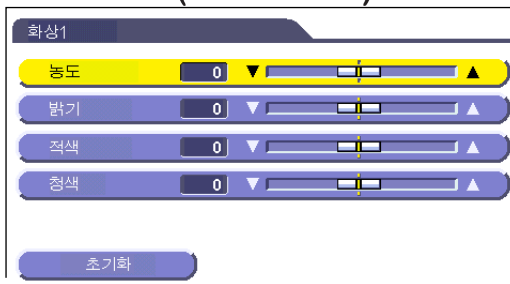 화상1
농도 0 ▼ ▲
밝기 0 ▼ ▲
적색 0 ▼ ▲
청색 0 ▼ ▲
초기화